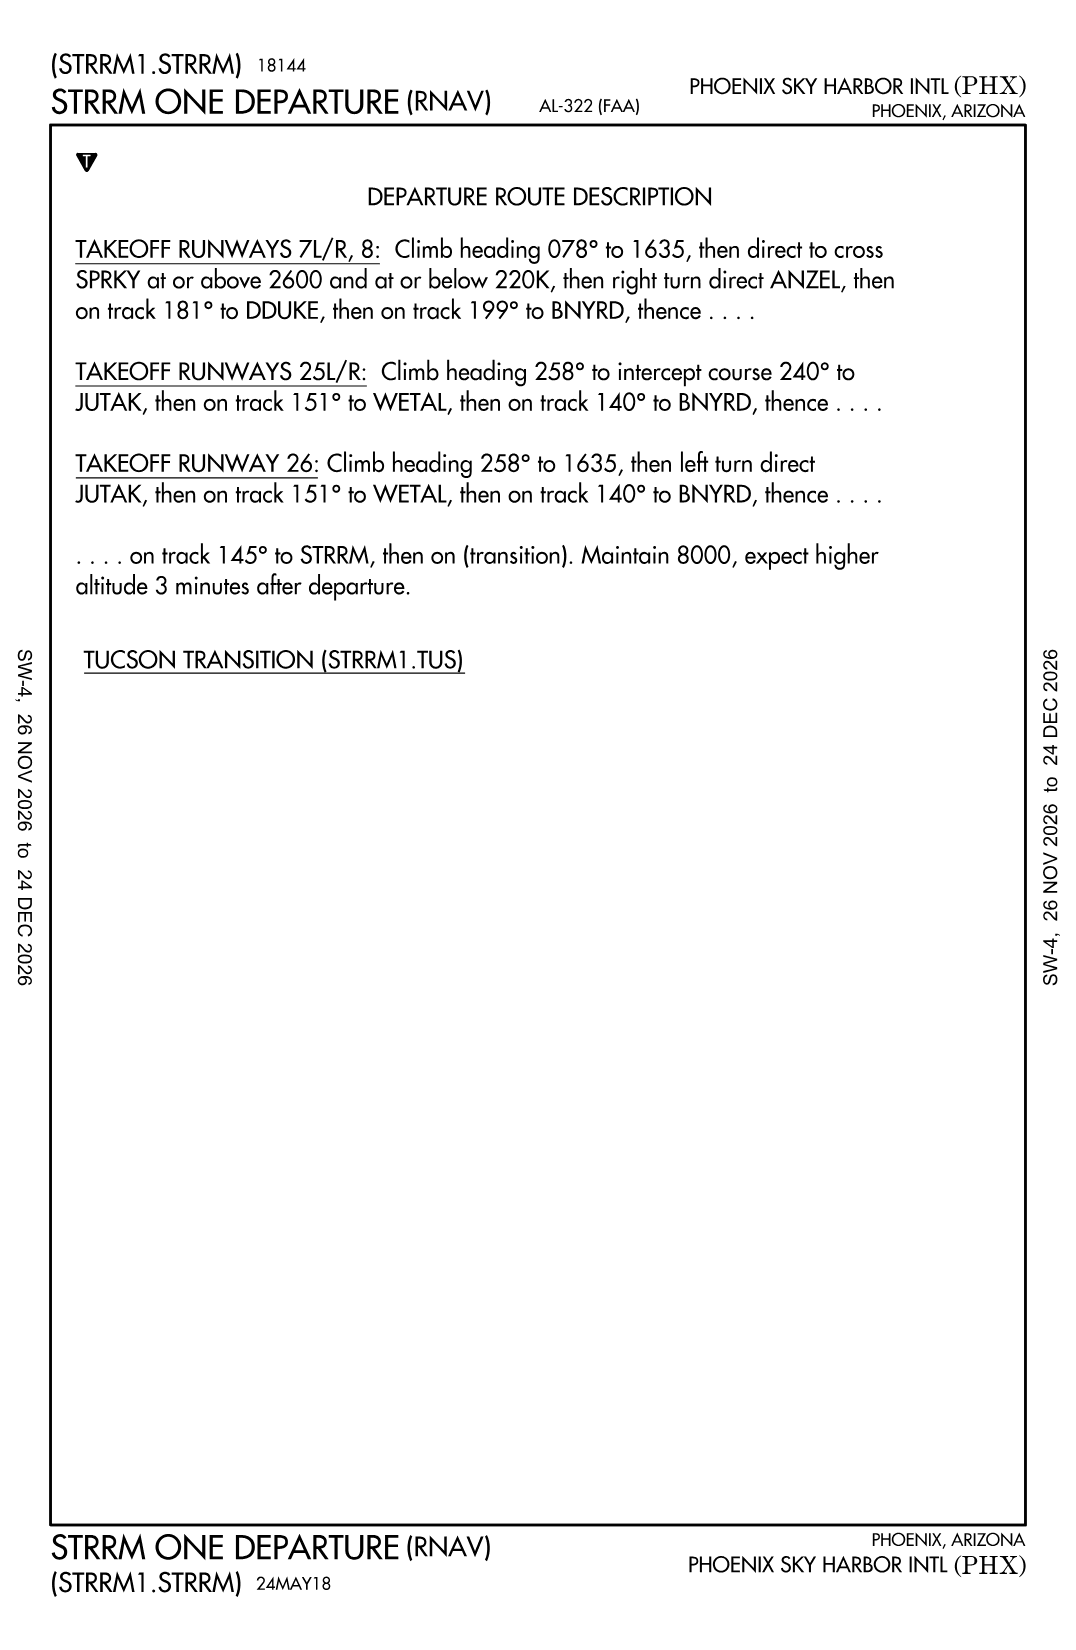 (STRRM1.STRRM) 18144
STRRM ONE DEPARTURE (RNAV)
AL-322 (FAA)
PHOENIX SKY HARBOR INTL (PHX)
PHOENIX, ARIZONA
T
DEPARTURE ROUTE DESCRIPTION
TAKEOFF RUNWAYS 7L/R, 8: Climb heading 078° to 1635, then direct to cross
SPRKY at or above 2600 and at or below 220K, then right turn direct ANZEL, then
on track 181° to DDUKE, then on track 199° to BNYRD, thence . . . .
TAKEOFF RUNWAYS 25L/R: Climb heading 258° to intercept course 240° to
JUTAK, then on track 151° to WETAL, then on track 140° to BNYRD, thence . . . .
TAKEOFF RUNWAY 26: Climb heading 258° to 1635, then left turn direct
JUTAK, then on track 151° to WETAL, then on track 140° to BNYRD, thence . . . .
. . . . on track 145° to STRRM, then on (transition). Maintain 8000, expect higher
altitude 3 minutes after departure.
TUCSON TRANSITION (STRRM1.TUS)
SW-4, 26 NOV 2026 to 24 DEC 2026
SW-4, 26 NOV 2026 to 24 DEC 2026
STRRM ONE DEPARTURE (RNAV)
(STRRM1.STRRM) 24MAY18
PHOENIX, ARIZONA
PHOENIX SKY HARBOR INTL (PHX)